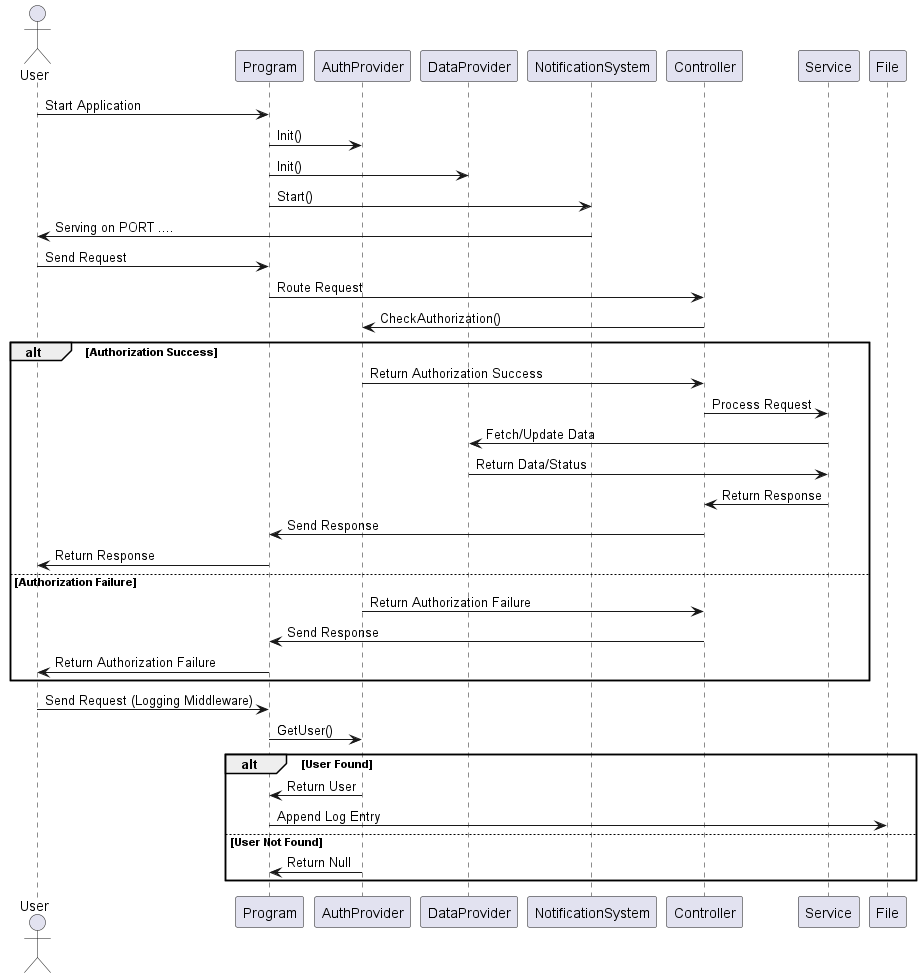 User
Program AuthProvider DataProvider NotificationSystem Controller Service File
Start Application
Init()
Init()
Start()
Serving on PORT ....
Send Request
Route Request
CheckAuthorization()
alt [Authorization Success]
Return Authorization Success
Process Request
Fetch/Update Data
Return Data/Status
Return Response
Send Response
Return Response
[Authorization Failure]
Return Authorization Failure
Send Response
Return Authorization Failure
Send Request (Logging Middleware)
GetUser()
alt [User Found]
Return User
Append Log Entry
[User Not Found]
Return Null
User
Program AuthProvider DataProvider NotificationSystem Controller Service File